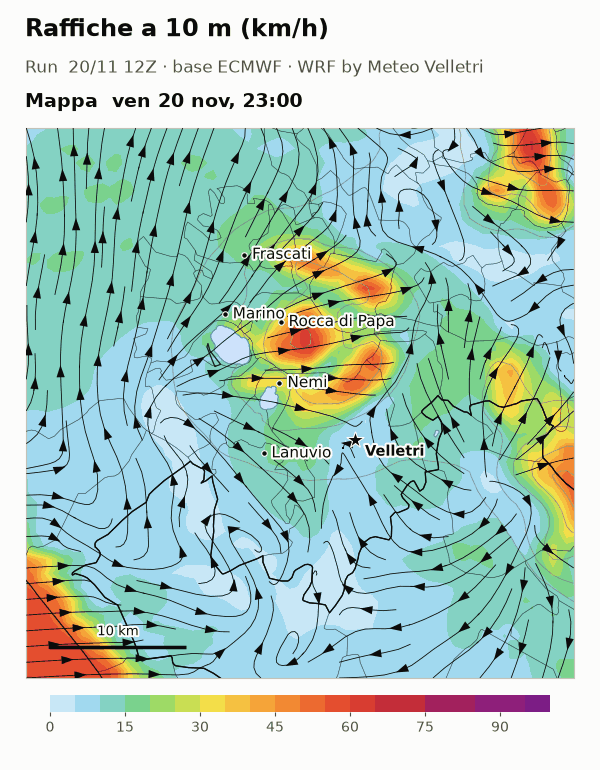 Raffiche a 10 m (km/h)
Run  20/11 12Z · base ECMWF · WRF by Meteo Velletri
Mappa  ven 20 nov, 23:00
Frascati
Marino
Rocca di Papa
Nemi
Lanuvio
Velletri
10 km
0 15 30 45 60 75 90